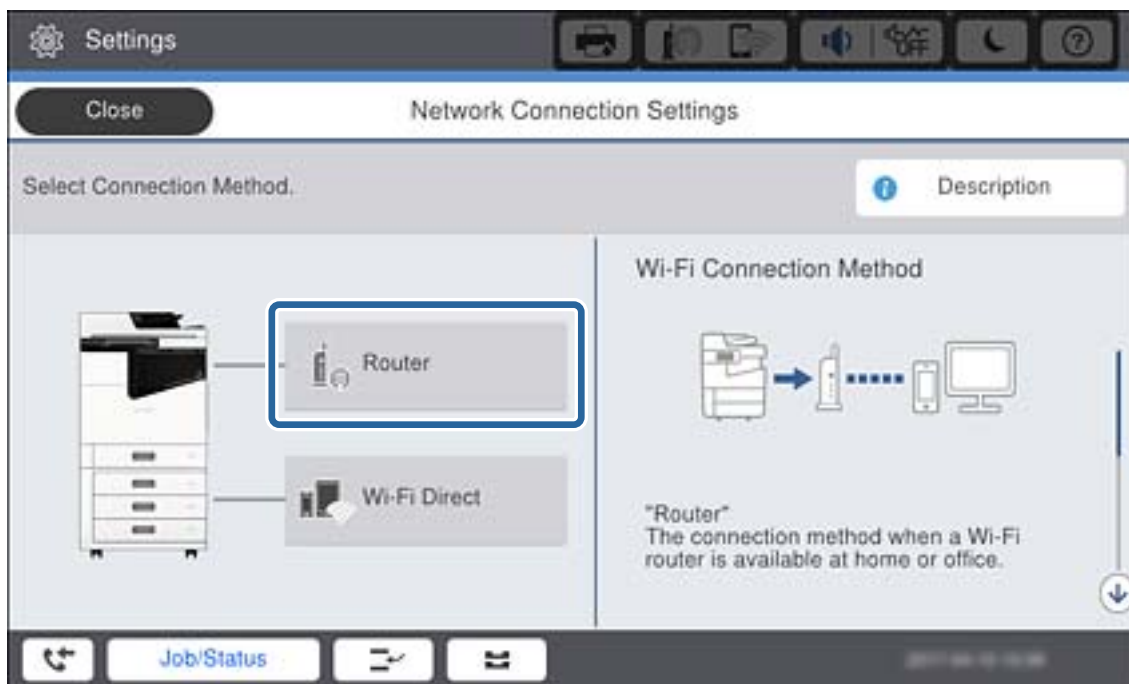 Settings
OFF
Close
Network Connection Settings
Select Connection Method.
Description
Router
Wi-Fi Direct
Wi-Fi Connection Method
"Router"
The connection method when a Wi-Fi
router is available at home or office.
Job/Status